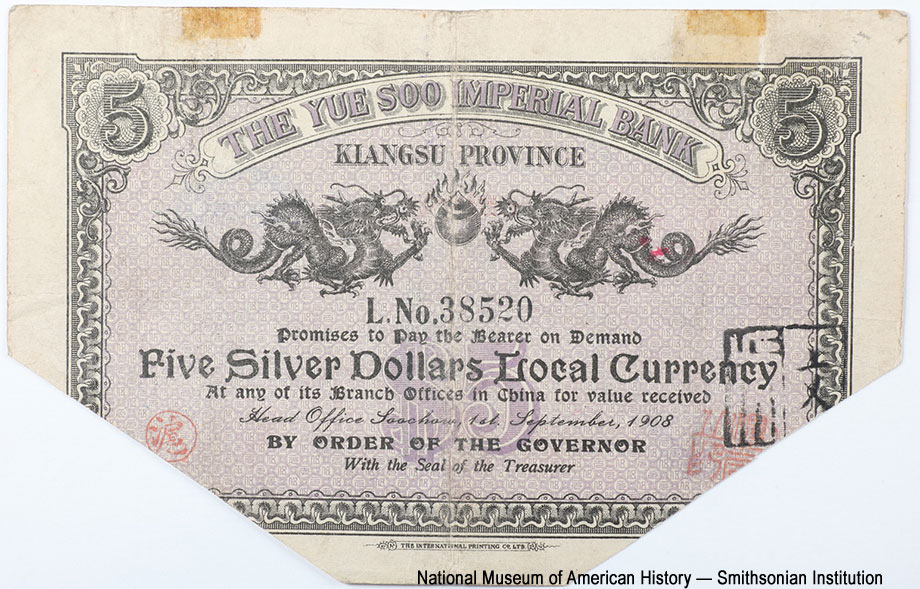 5 THE YUE SOO IMPERIAL BANK 5
KIANGSU PROVINCE
L.No.38520
Promises to Pay the Bearer on Demand
Five Silver Dollars Local Currency
At any of its Branch Offices in China for value received
Head Office Soochow, 1st. September, 1908
BY ORDER OF THE GOVERNOR
With the Seal of the Treasurer
THE INTERNATIONAL PRINTING CO LTD.
National Museum of American History — Smithsonian Institution